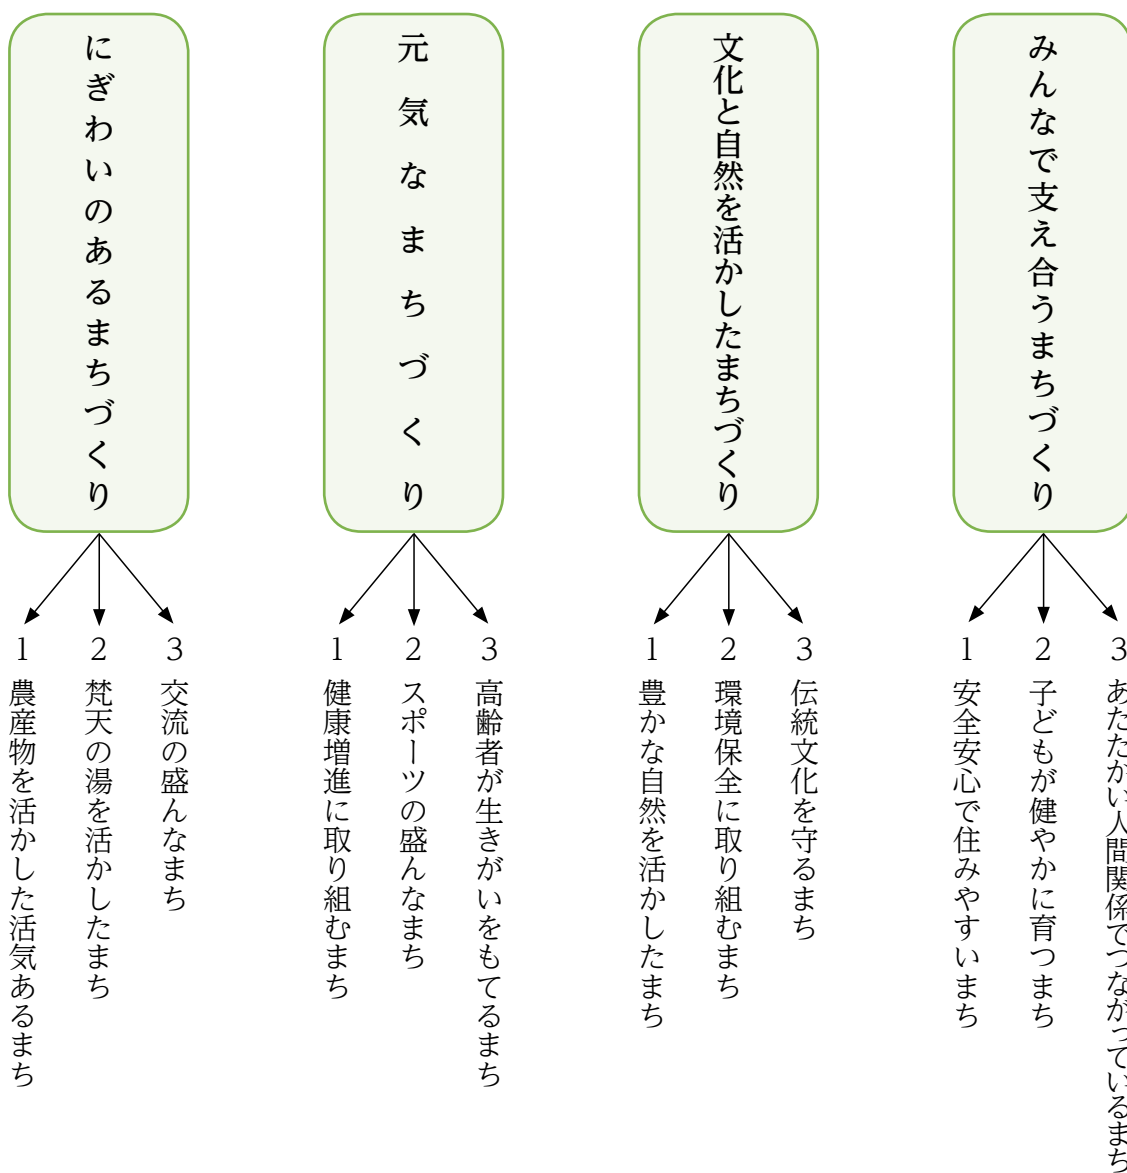 にぎわいのあるまちづくり
1 農産物を活かした活気あるまち
2 梵天の湯を活かしたまち
3 交流の盛んなまち
元気なまちづくり
1 健康増進に取り組むまち
2 スポーツの盛んなまち
3 高齢者が生きがいをもてるまち
文化と自然を活かしたまちづくり
1 豊かな自然を活かしたまち
2 環境保全に取り組むまち
3 伝統文化を守るまち
みんなで支え合うまちづくり
1 安全安心で住みやすいまち
2 子どもが健やかに育つまち
3 あたたかい人間関係でつながっているまち